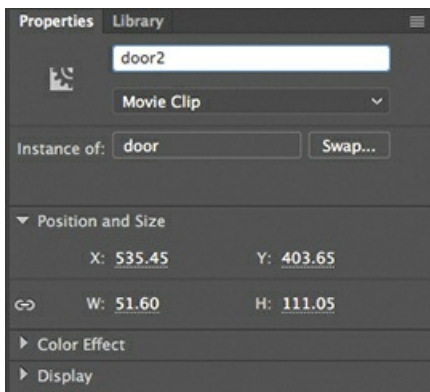 Properties Library
door2
Movie Clip
Instance of: door Swap...
Position and Size
X: 535.45 Y: 403.65
W: 51.60 H: 111.05
Color Effect
Display